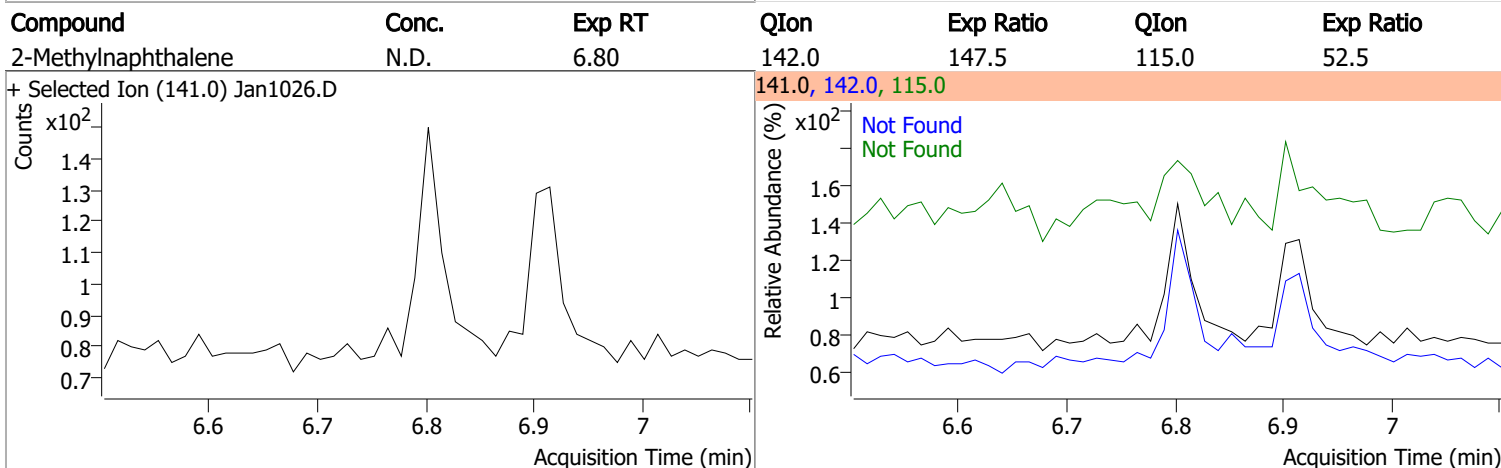 Compound Conc. Exp RT QIon Exp Ratio QIon Exp Ratio
2-Methylnaphthalene N.D. 6.80 142.0 147.5 115.0 52.5
+ Selected Ion (141.0) Jan1026.D
Counts
x10²
1.4
1.3
1.2
1.1
1
0.9
0.8
0.7
6.6 6.7 6.8 6.9 7
Acquisition Time (min)
141.0, 142.0, 115.0
Relative Abundance (%)
x10²
Not Found
Not Found
1.6
1.4
1.2
1
0.8
0.6
6.6 6.7 6.8 6.9 7
Acquisition Time (min)